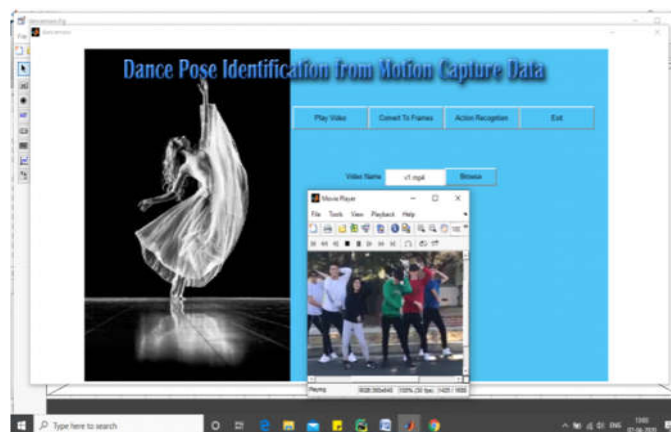 Dance Pose Identification from Motion Capture Data
Play Video Convert To Frames Action Recognition Exit
Video Name v1.mp4 Browse
Movie Player
File Tools View Playback Help
Type here to search
ENG